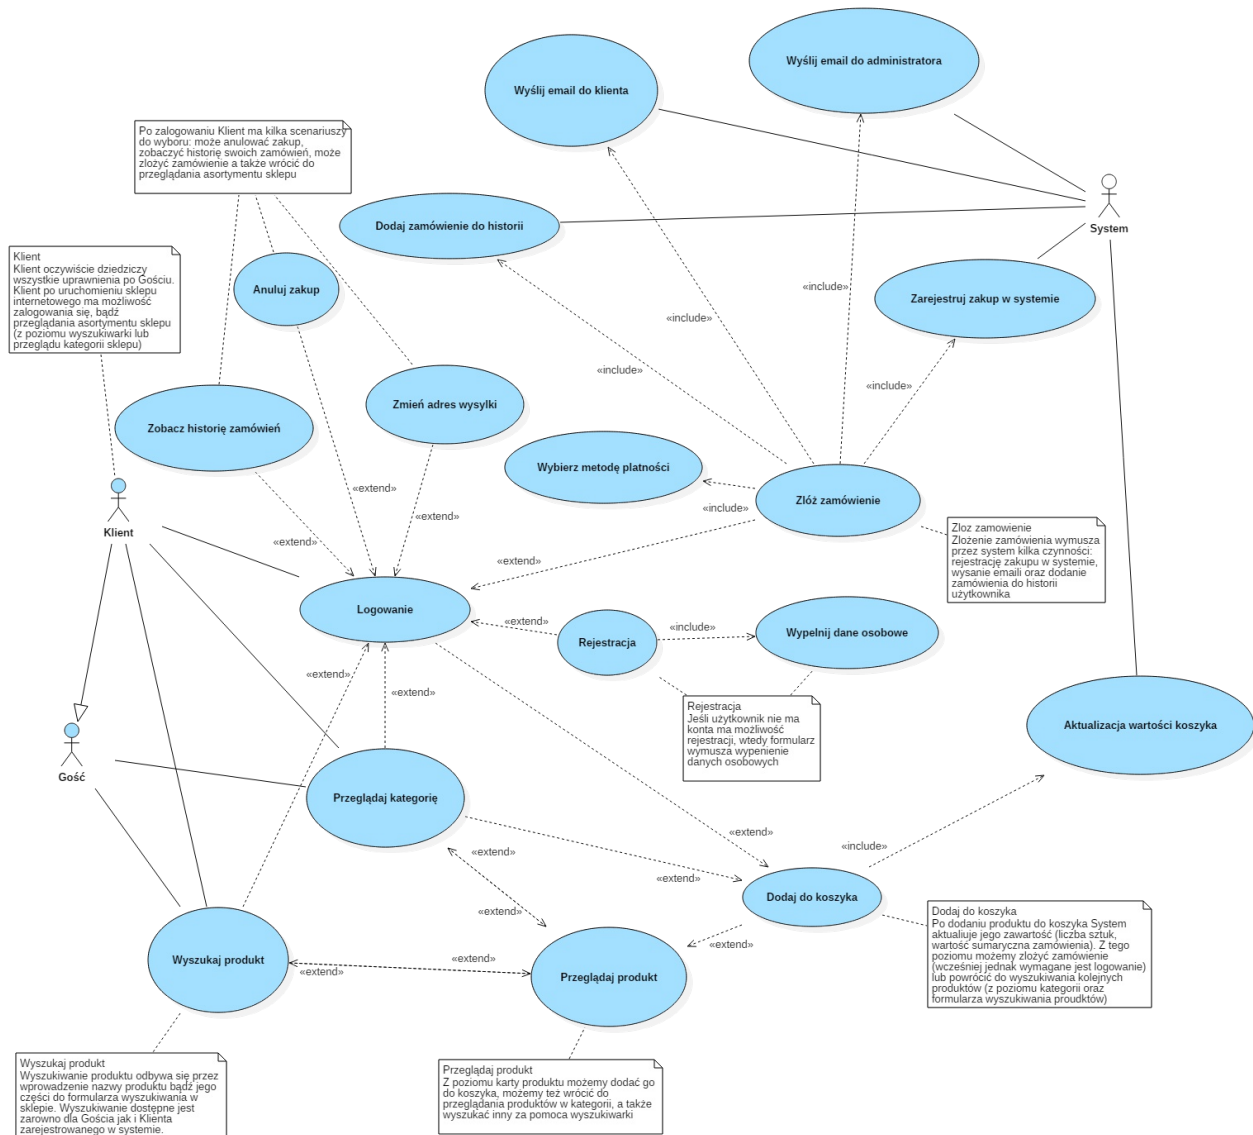 Wyślij email do administratora
Wyślij email do klienta
Po zalogowaniu Klient ma kilka scenariuszy
do wyboru: może anulować zakup,
zobaczyć historię swoich zamówień, może
zlożyć zamówienie a także wrócić do
przeglądania asortymentu sklepu
Dodaj zamówienie do historii
System
Klient
Klient oczywiście dziedziczy
wszystkie uprawnienia po Gościu.
Klient po uruchomieniu sklepu
internetowego ma możliwość
zalogowania się, bądź
przeglądania asortymentu sklepu
(z poziomu wyszukiwarki lub
przeglądu kategorii sklepu)
Anuluj zakup
«include»
Zarejestruj zakup w systemie
«include»
«include»
«include»
Zmień adres wysylki
Zobacz historię zamówień
Wybierz metodę platności
Zlóż zamówienie
«extend»
«include»
«extend»
Klient
«extend»
«extend»
Zloz zamowienie
Zlożenie zamówienia wymusza
przez system kilka czynności:
rejestrację zakupu w systemie,
wysanie emaili oraz dodanie
zamówienia do historii
użytkownika
Logowanie
«extend»
Rejestracja
«include»
Wypelnij dane osobowe
«extend»
«extend»
Rejestracja
Jeśli użytkownik nie ma
konta ma możliwość
rejestracji, wtedy formularz
wymusza wypenienie
danych osobowych
Aktualizacja wartości koszyka
Gość
Przeglądaj kategorię
«extend»
«extend»
«include»
«extend»
Dodaj do koszyka
«extend»
«extend»
Dodaj do koszyka
Po dodaniu produktu do koszyka System
aktualiuje jego zawartość (liczba sztuk,
wartość sumaryczna zamówienia). Z tego
poziomu możemy zlożyć zamówienie
(wcześniej jednak wymagane jest logowanie)
lub powrócić do wyszukiwania kolejnych
produktów (z poziomu kategorii oraz
formularza wyszukiwania proudktów)
Wyszukaj produkt
«extend»
«extend»
Przeglądaj produkt
Wyszukaj produkt
Wyszukiwanie produktu odbywa się przez
wprowadzenie nazwy produktu bądź jego
części do formularza wyszukiwania w
sklepie. Wyszukiwanie dostępne jest
zarowno dla Gościa jak i Klienta
zarejestrowanego w systemie.
Przeglądaj produkt
Z poziomu karty produktu możemy dodać go
do koszyka, możemy też wrócić do
przeglądania produktów w kategorii, a także
wyszukać inny za pomoca wyszukiwarki